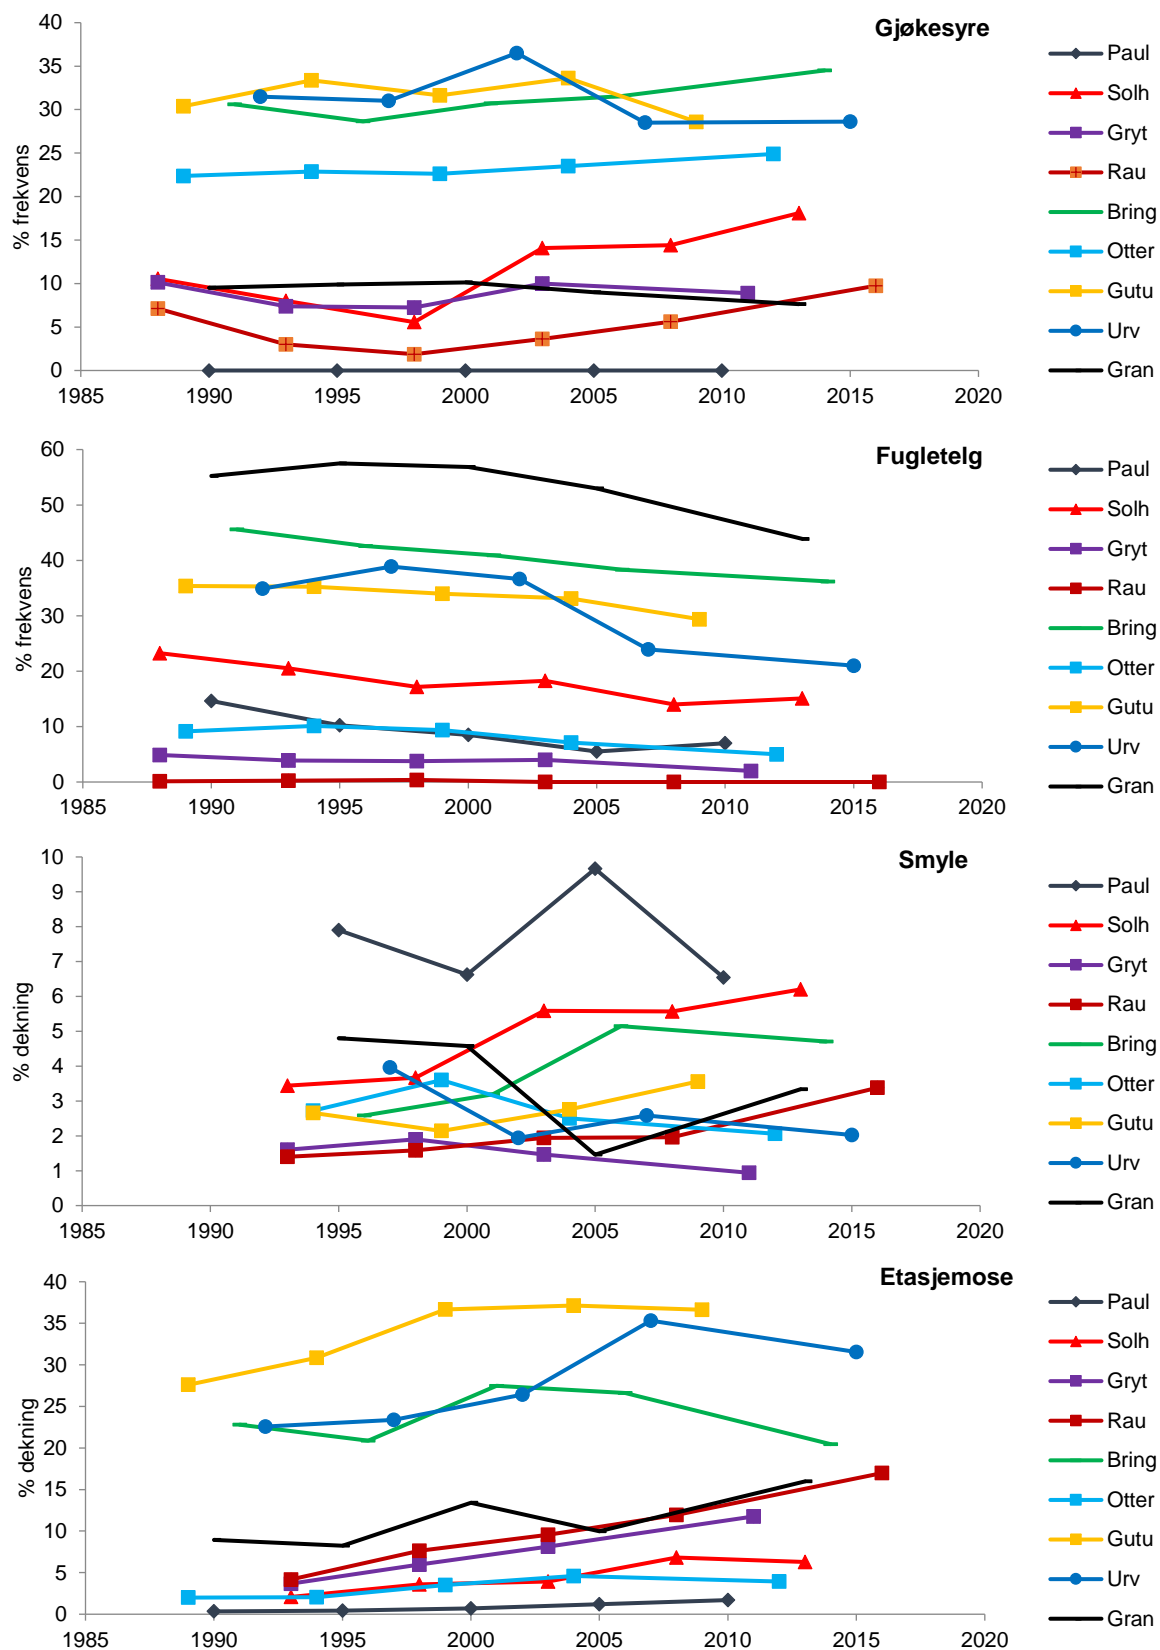 Gjøkesyre
% frekvens
40
35
30
25
20
15
10
5
0
1985 1990 1995 2000 2005 2010 2015 2020
Paul
Solh
Gryt
Rau
Bring
Otter
Gutu
Urv
Gran
Fugletelg
% frekvens
60
50
40
30
20
10
0
1985 1990 1995 2000 2005 2010 2015 2020
Paul
Solh
Gryt
Rau
Bring
Otter
Gutu
Urv
Gran
Smyle
% dekning
10
9
8
7
6
5
4
3
2
1
0
1985 1990 1995 2000 2005 2010 2015 2020
Paul
Solh
Gryt
Rau
Bring
Otter
Gutu
Urv
Gran
Etasjemose
% dekning
40
35
30
25
20
15
10
5
0
1985 1990 1995 2000 2005 2010 2015 2020
Paul
Solh
Gryt
Rau
Bring
Otter
Gutu
Urv
Gran